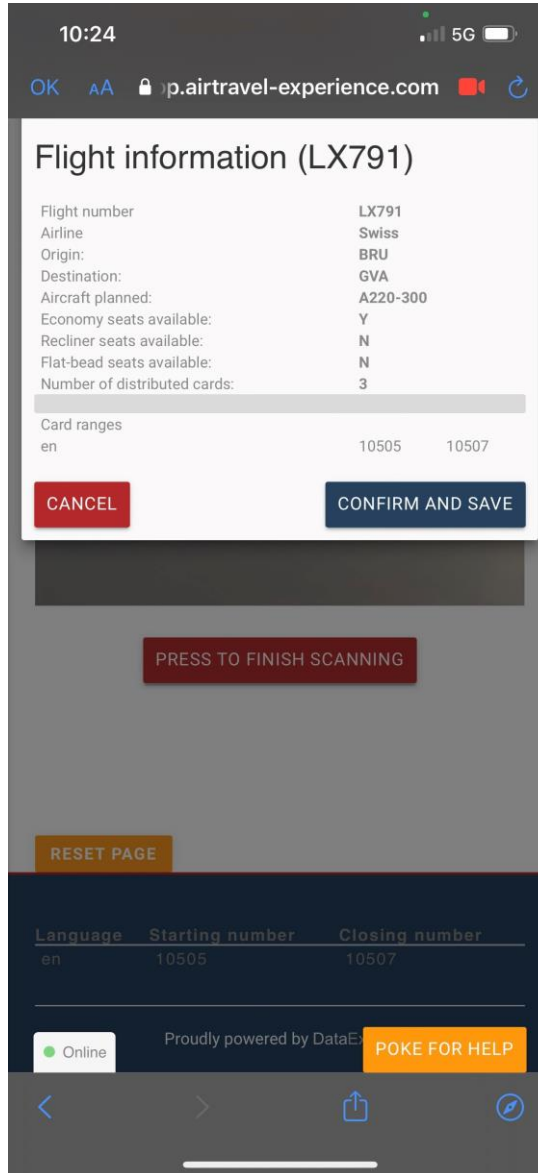 10:24
5G
OK AA p.airtravel-experience.com
Flight information (LX791)
Flight number LX791
Airline Swiss
Origin: BRU
Destination: GVA
Aircraft planned: A220-300
Economy seats available: Y
Recliner seats available: N
Flat-bead seats available: N
Number of distributed cards: 3
Card ranges
en 10505 10507
CANCEL CONFIRM AND SAVE
PRESS TO FINISH SCANNING
RESET PAGE
Language Starting number Closing number
en 10505 10507
Online Proudly powered by DataEx POKE FOR HELP